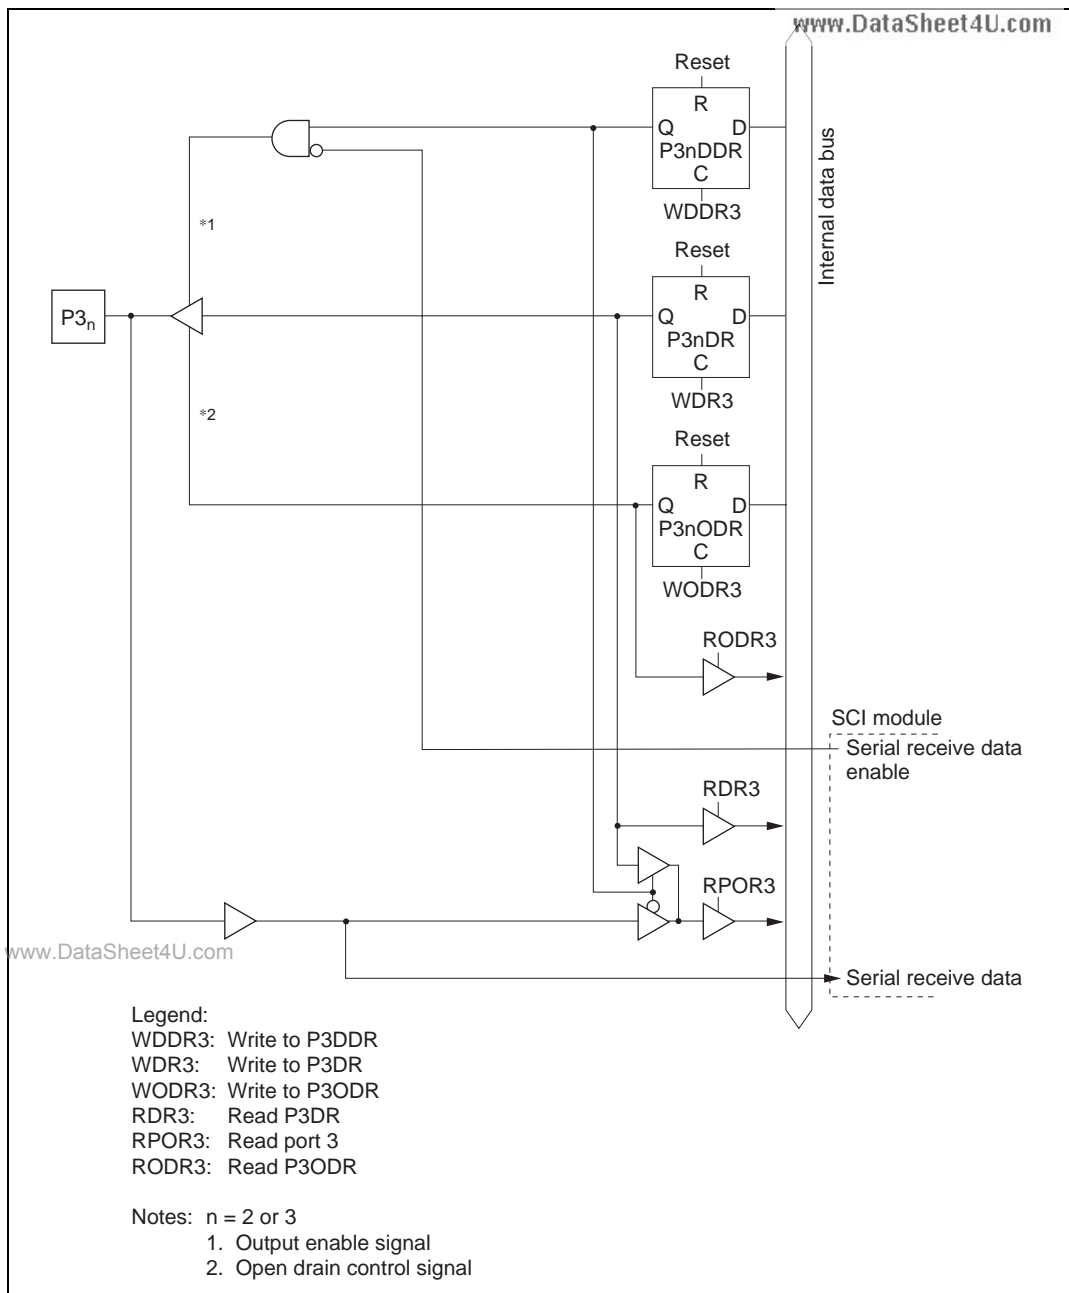 www.DataSheet4U.com
Reset
R
Q D
P3nDDR
C
WDDR3
Internal data bus
*1
Reset
R
P3n
Q D
P3nDR
C
WDR3
*2
Reset
R
Q D
P3nODR
C
WODR3
RODR3
SCI module
Serial receive data
enable
RDR3
RPOR3
www.DataSheet4U.com
Serial receive data
Legend:
WDDR3: Write to P3DDR
WDR3: Write to P3DR
WODR3: Write to P3ODR
RDR3: Read P3DR
RPOR3: Read port 3
RODR3: Read P3ODR
Notes: n = 2 or 3
1. Output enable signal
2. Open drain control signal